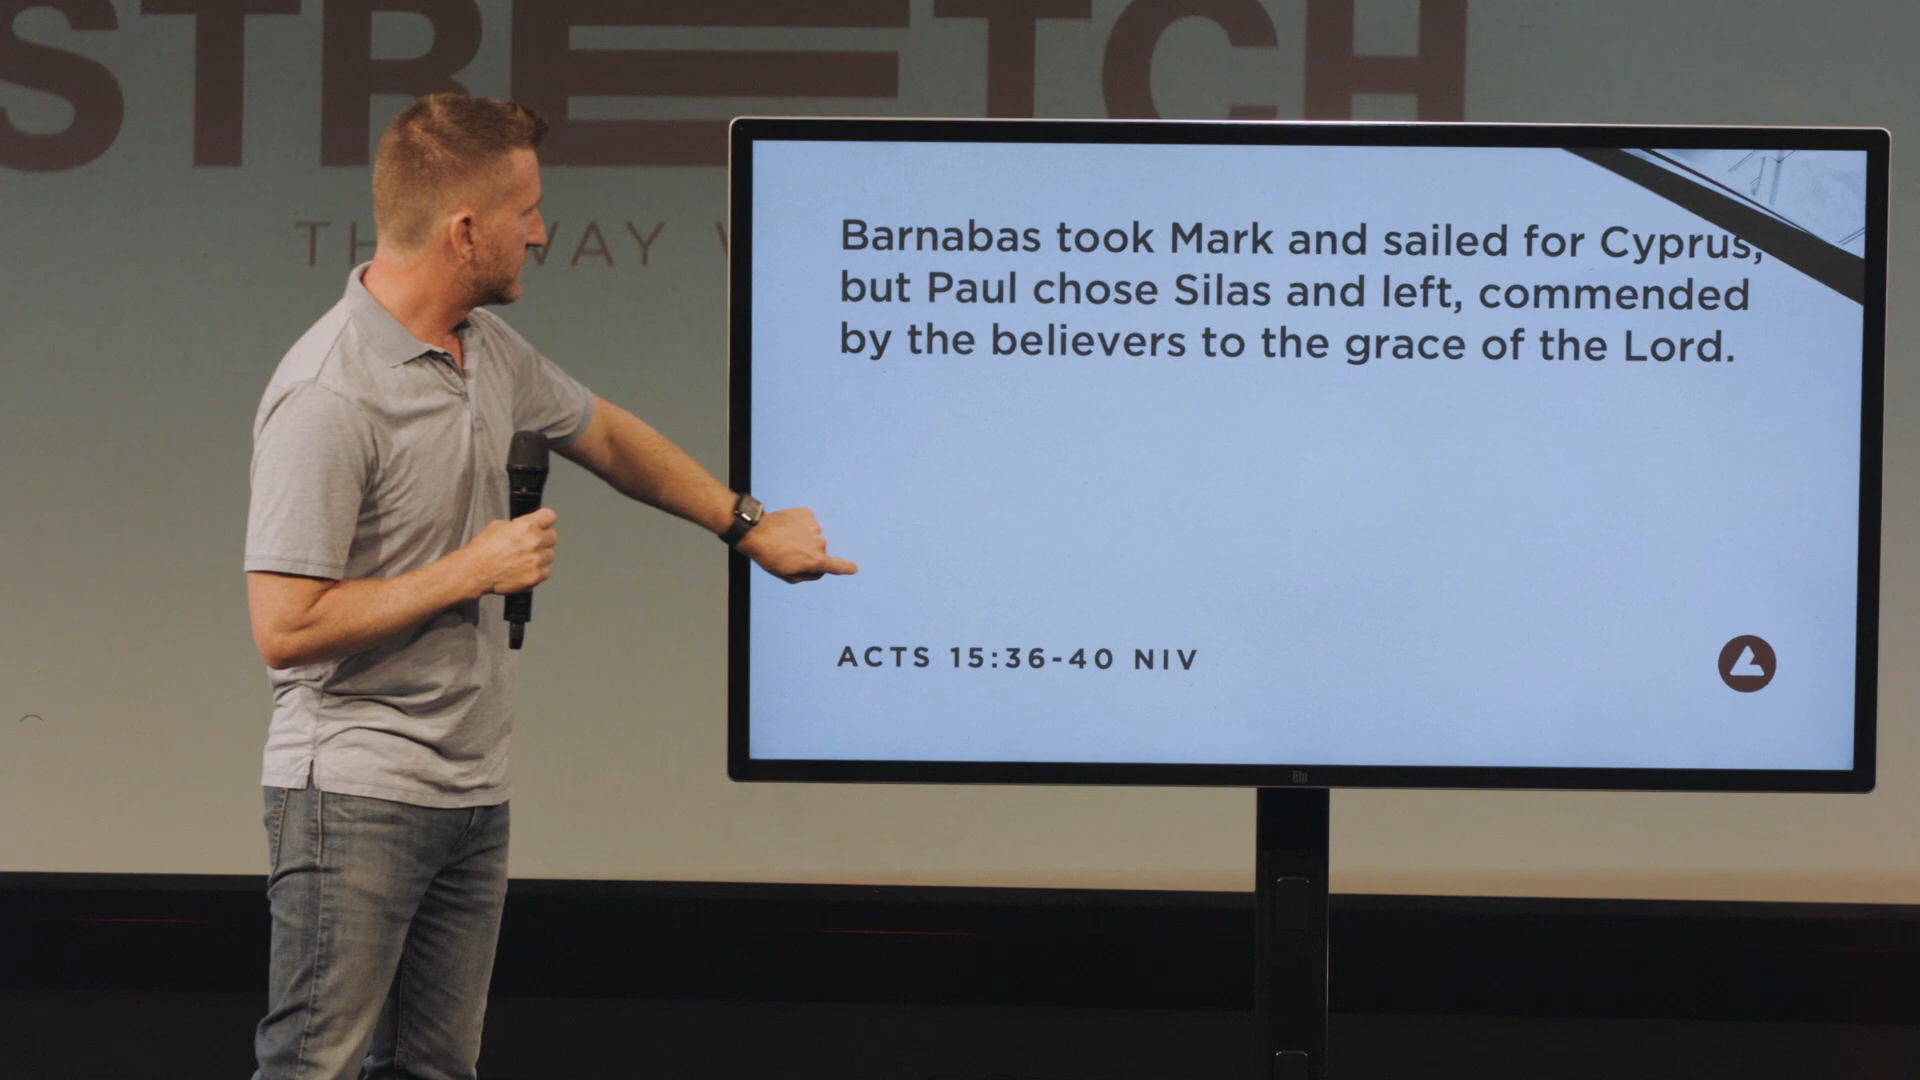 STRETCH
TH WAY
Barnabas took Mark and sailed for Cyprus,
but Paul chose Silas and left, commended
by the believers to the grace of the Lord.
ACTS 15:36-40 NIV
elo